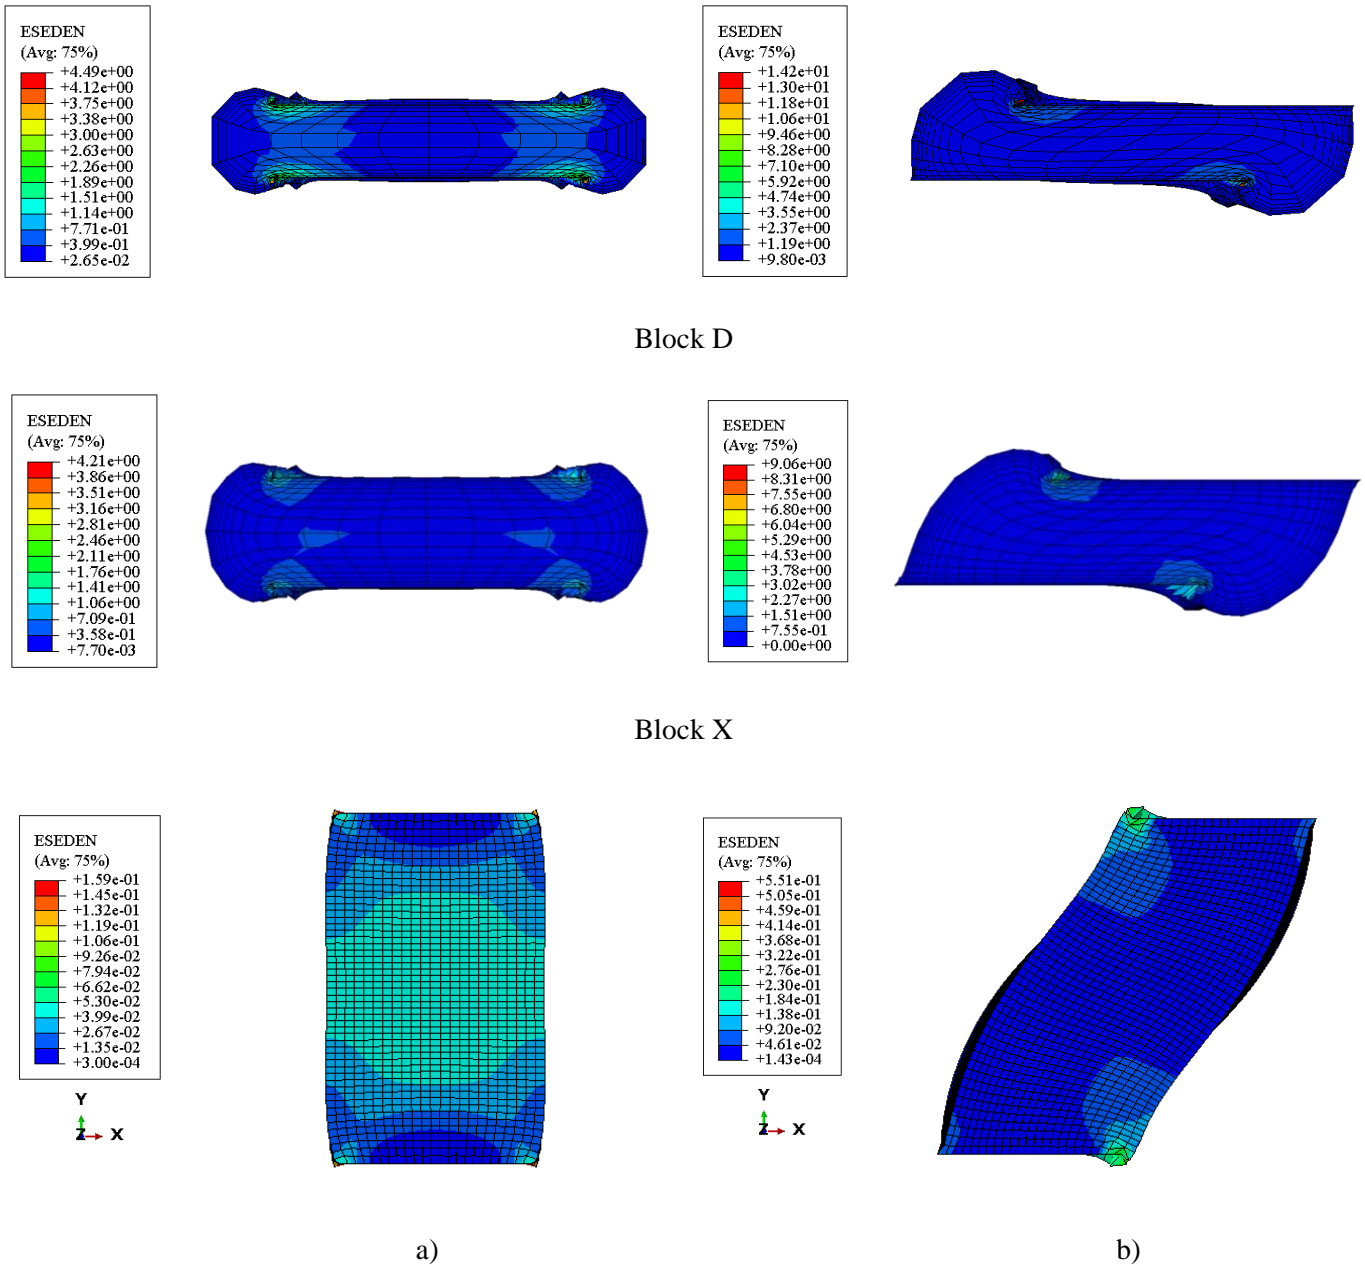 ESEDEN
(Avg: 75%)
+4.49e+00
+4.12e+00
+3.75e+00
+3.38e+00
+3.00e+00
+2.63e+00
+2.26e+00
+1.89e+00
+1.51e+00
+1.14e+00
+7.71e-01
+3.99e-01
+2.65e-02
ESEDEN
(Avg: 75%)
+1.42e+01
+1.30e+01
+1.18e+01
+1.06e+01
+9.46e+00
+8.28e+00
+7.10e+00
+5.92e+00
+4.74e+00
+3.55e+00
+2.37e+00
+1.19e+00
+9.80e-03
Block D
ESEDEN
(Avg: 75%)
+4.21e+00
+3.86e+00
+3.51e+00
+3.16e+00
+2.81e+00
+2.46e+00
+2.11e+00
+1.76e+00
+1.41e+00
+1.06e+00
+7.09e-01
+3.58e-01
+7.70e-03
ESEDEN
(Avg: 75%)
+9.06e+00
+8.31e+00
+7.55e+00
+6.80e+00
+6.04e+00
+5.29e+00
+4.53e+00
+3.78e+00
+3.02e+00
+2.27e+00
+1.51e+00
+7.55e-01
+0.00e+00
Block X
ESEDEN
(Avg: 75%)
+1.59e-01
+1.45e-01
+1.32e-01
+1.19e-01
+1.06e-01
+9.26e-02
+7.94e-02
+6.62e-02
+5.30e-02
+3.99e-02
+2.67e-02
+1.35e-02
+3.00e-04
Y
Z X
ESEDEN
(Avg: 75%)
+5.51e-01
+5.05e-01
+4.59e-01
+4.14e-01
+3.68e-01
+3.22e-01
+2.76e-01
+2.30e-01
+1.84e-01
+1.38e-01
+9.20e-02
+4.61e-02
+1.43e-04
Y
Z X
a)
b)